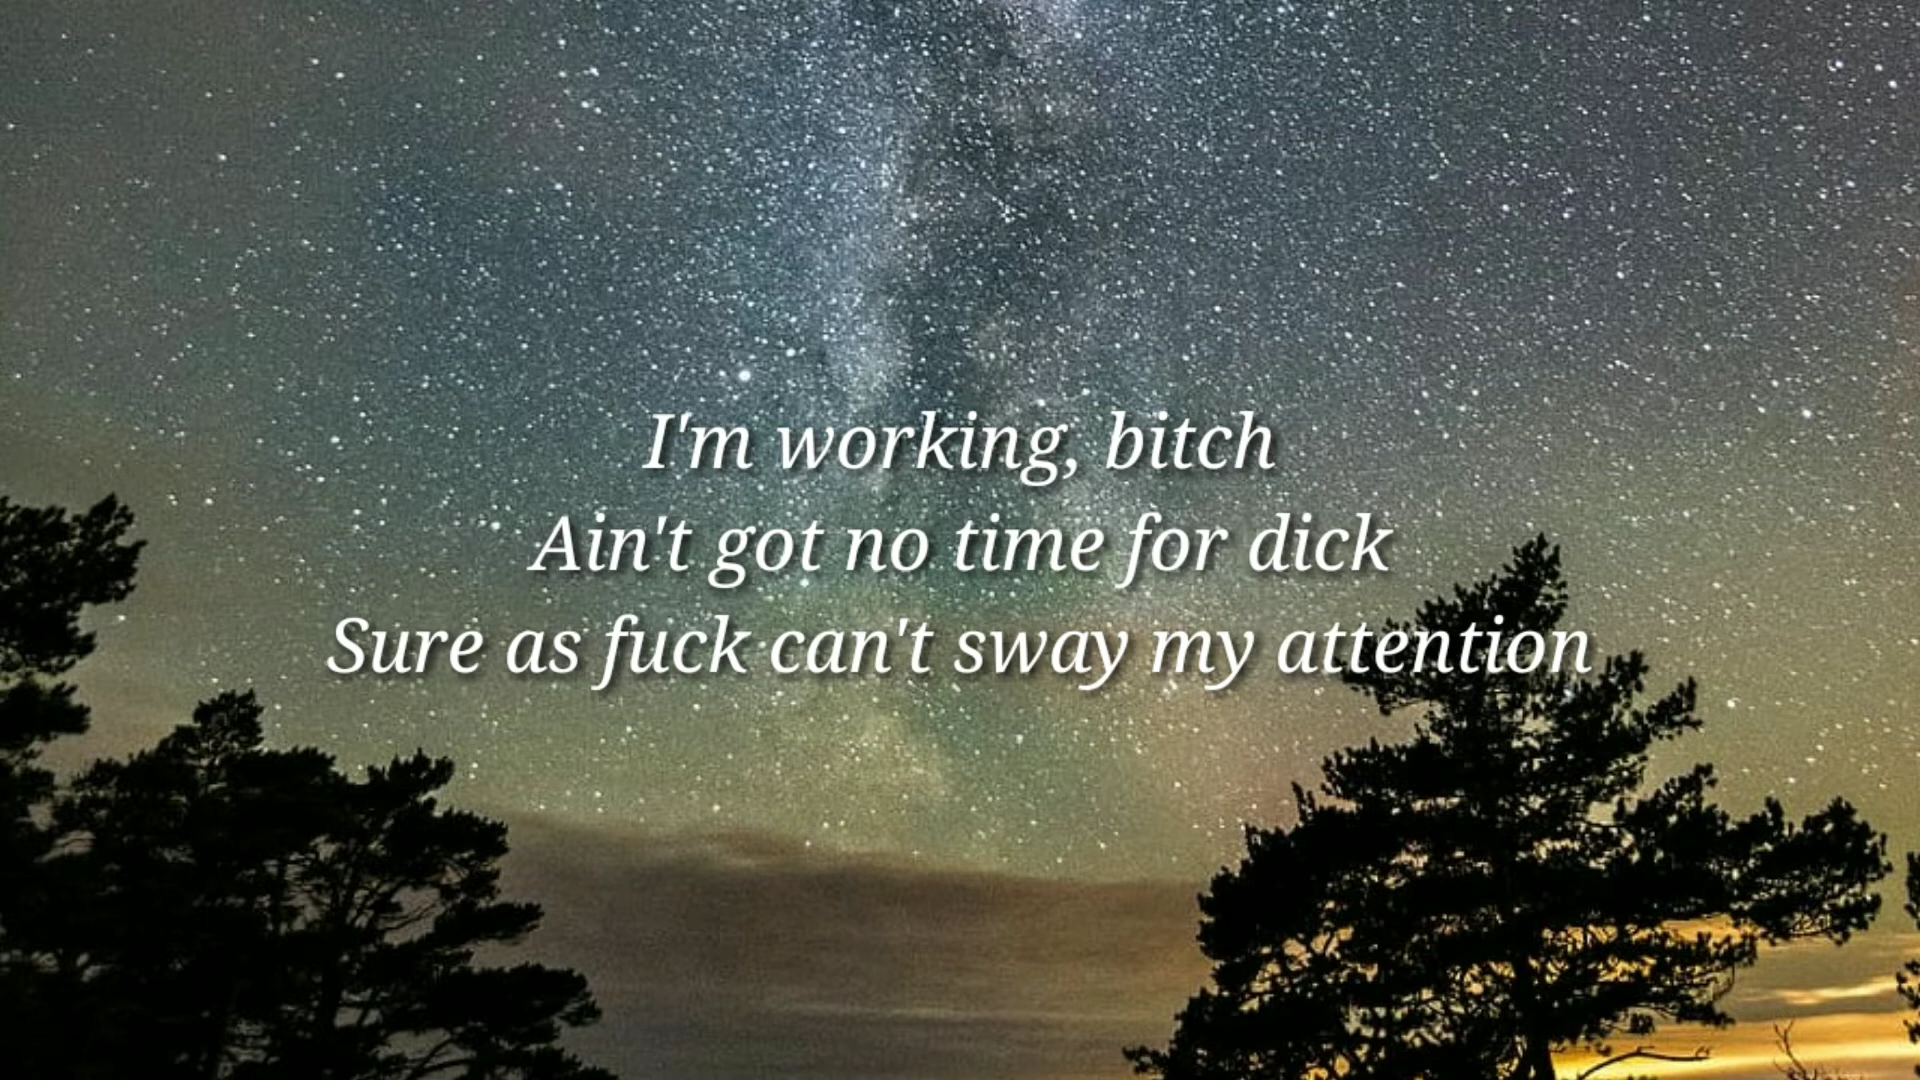 I'm working, bitch
Ain't got no time for dick
Sure as fuck can't sway my attention